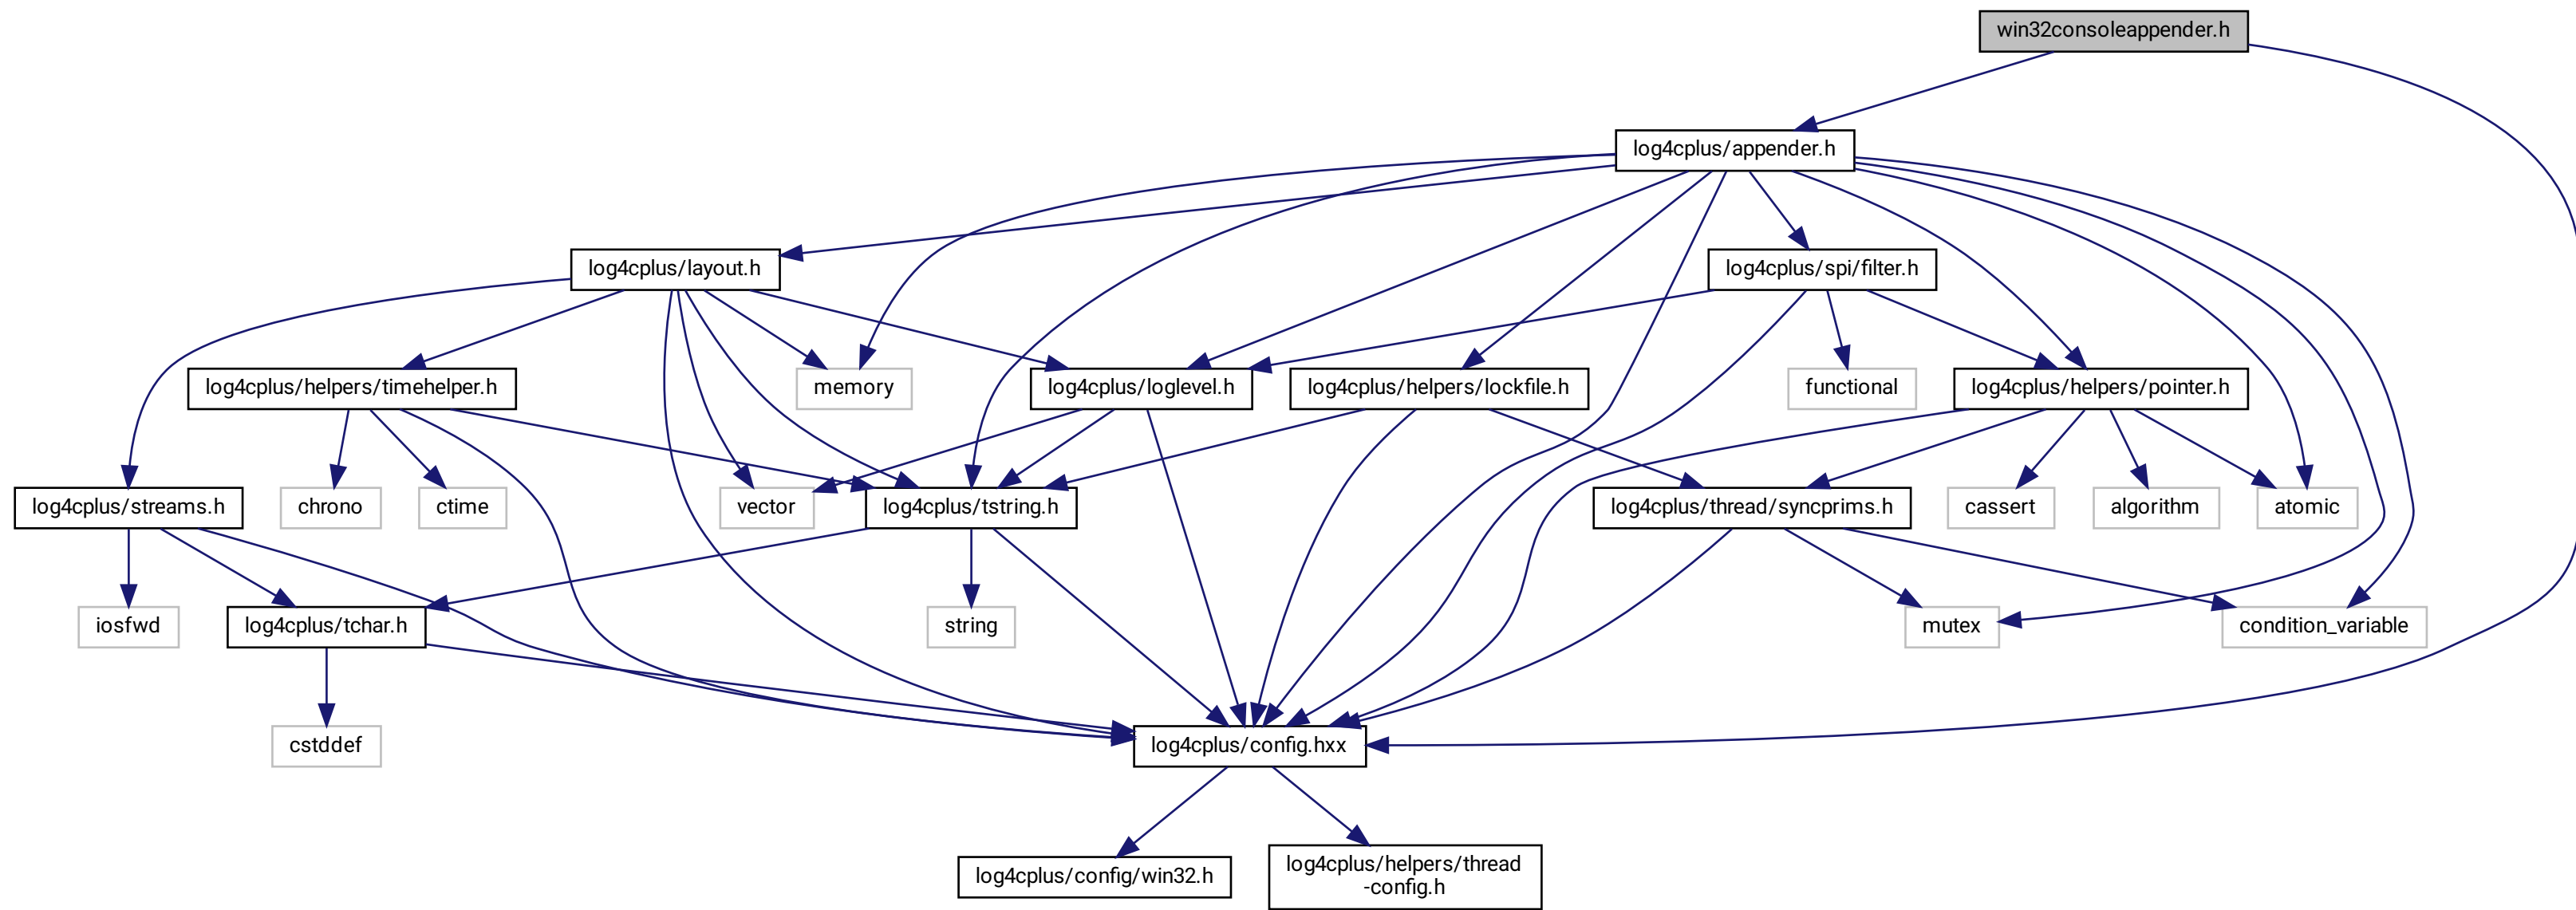 win32consoleappender.h
log4cplus/appender.h
log4cplus/layout.h
log4cplus/spi/filter.h
log4cplus/helpers/timehelper.h
memory
log4cplus/loglevel.h
log4cplus/helpers/lockfile.h
functional
log4cplus/helpers/pointer.h
log4cplus/streams.h
chrono
ctime
vector
log4cplus/tstring.h
log4cplus/thread/syncprims.h
cassert
algorithm
atomic
iosfwd
log4cplus/tchar.h
string
mutex
condition_variable
cstddef
log4cplus/config.hxx
log4cplus/config/win32.h
log4cplus/helpers/thread
-config.h